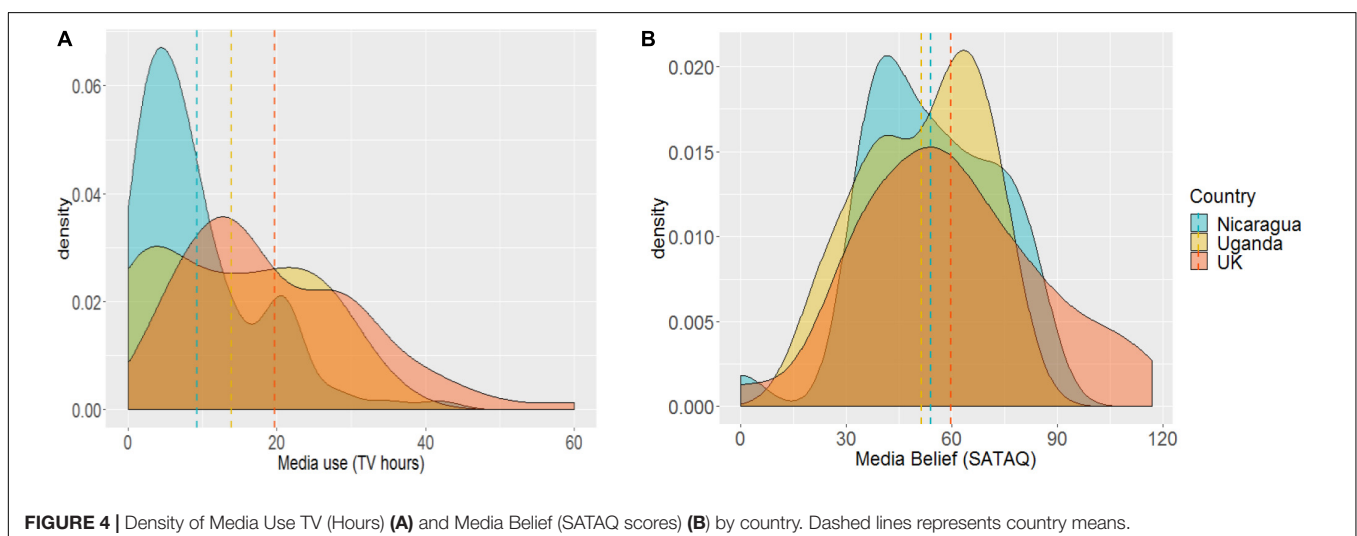 A
B
0.06
0.04
0.02
0.00
density
0
20
40
60
Media use (TV hours)
0.020
0.015
0.010
0.005
0.000
density
0
30
60
90
120
Media Belief (SATAQ)
Country
Nicaragua
Uganda
UK
FIGURE 4 | Density of Media Use TV (Hours) (A) and Media Belief (SATAQ scores) (B) by country. Dashed lines represents country means.